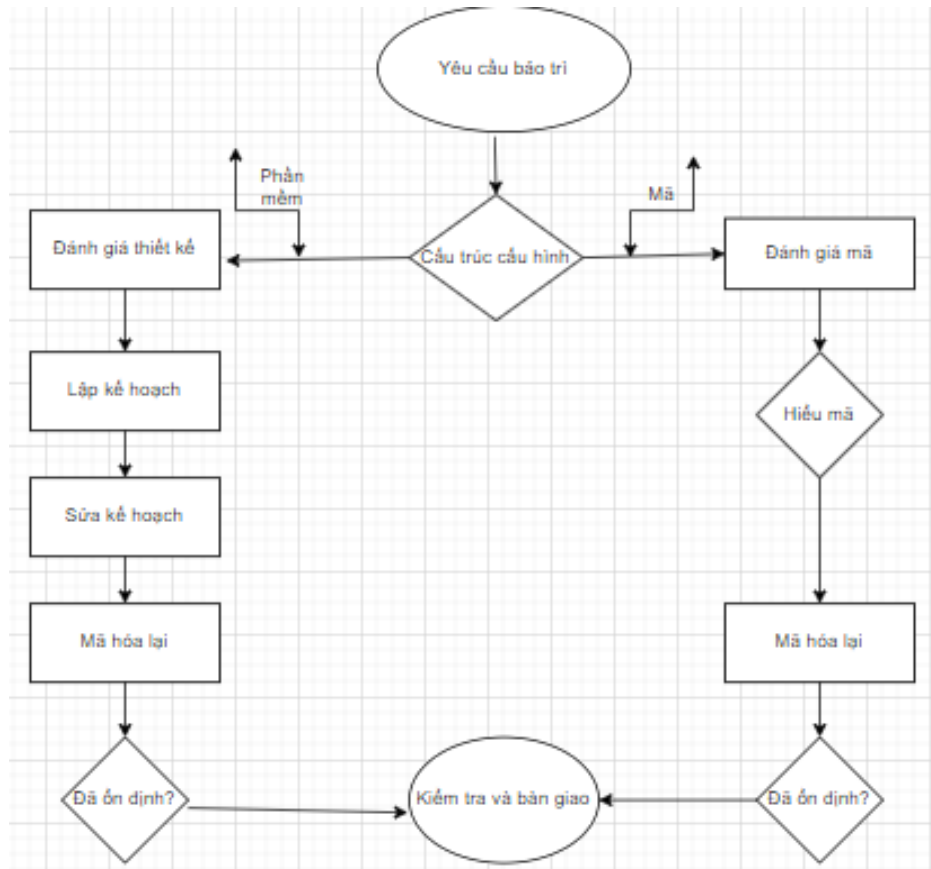 Yêu cầu bảo trì
Phần
mềm
Mã
Đánh giá thiết kế
Cấu trúc cấu hình
Đánh giá mã
Lập kế hoạch
Hiểu mã
Sửa kế hoạch
Mã hóa lại
Mã hóa lại
Đã ổn định?
Kiểm tra và bàn giao
Đã ổn định?